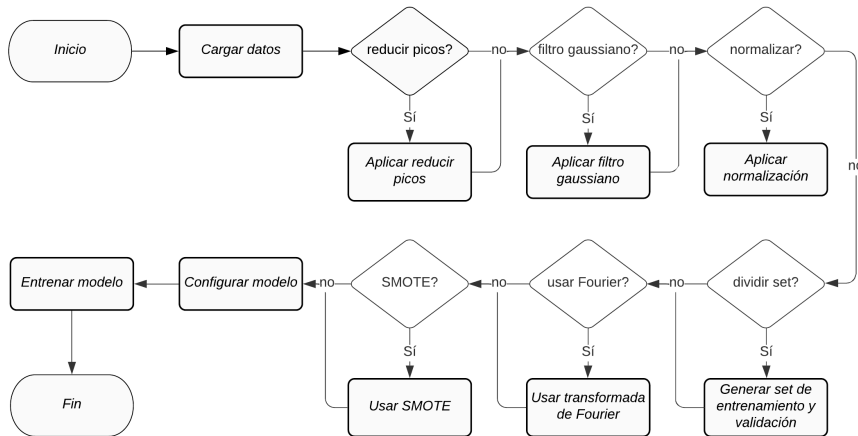 Inicio
Cargar datos
reducir picos?
no
filtro gaussiano?
no
normalizar?
Sí
Sí
Sí
Aplicar reducir
picos
Aplicar filtro
gaussiano
Aplicar
normalización
no
Entrenar modelo
Configurar modelo
no
SMOTE?
no
usar Fourier?
no
dividir set?
Sí
Sí
Sí
Fin
Usar SMOTE
Usar transformada
de Fourier
Generar set de
entrenamiento y
validación